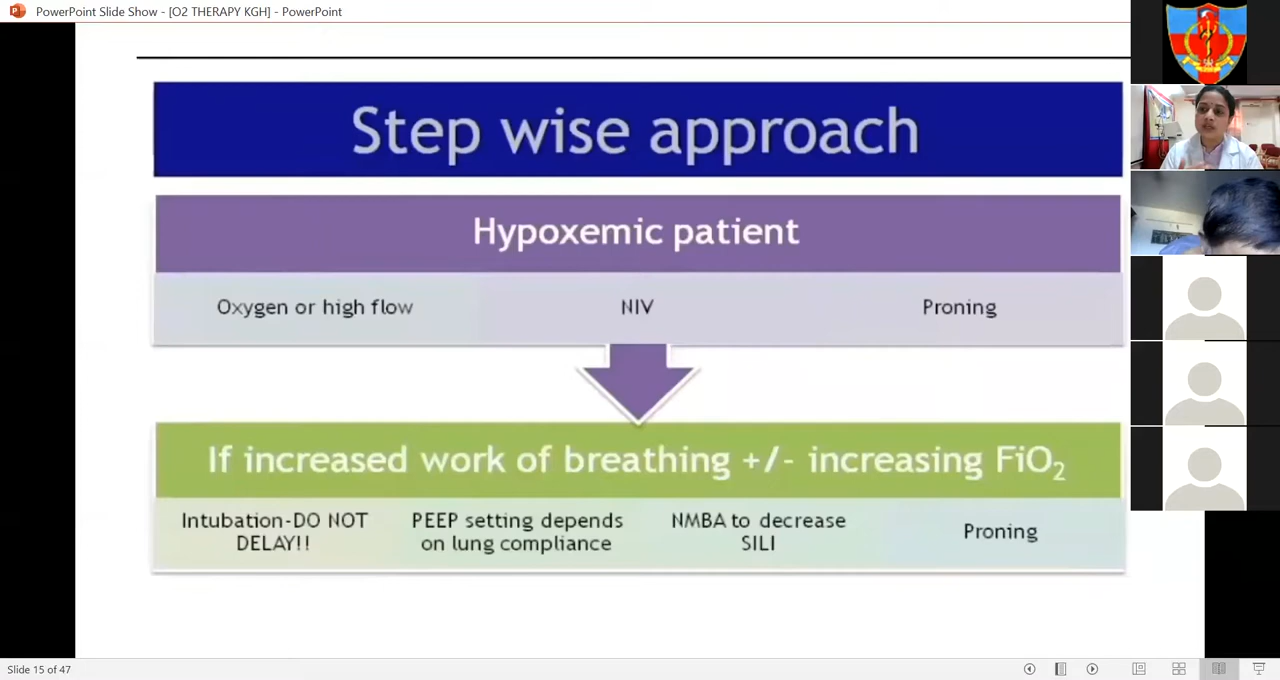 PowerPoint Slide Show - [O2 THERAPY KGH] - PowerPoint
Step wise approach
Hypoxemic patient
Oxygen or high flow
NIV
Proning
If increased work of breathing +/- increasing FiO₂
Intubation-DO NOT
DELAY!!
PEEP setting depends
on lung compliance
NMBA to decrease
SILI
Proning
Slide 15 of 47